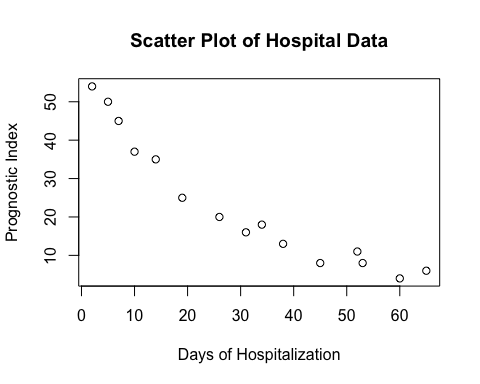 Scatter Plot of Hospital Data
Prognostic Index
50
40
30
20
10
0 10 20 30 40 50 60
Days of Hospitalization